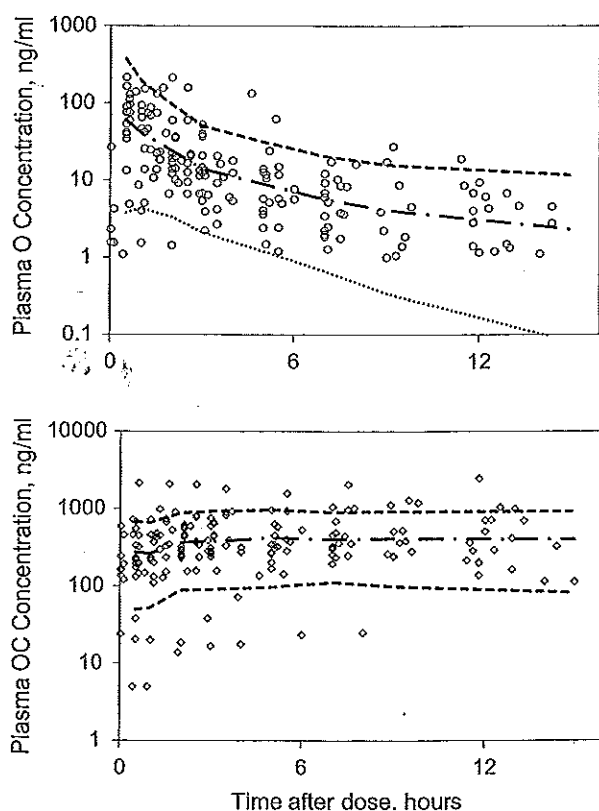 Plasma O Concentration, ng/ml
1000
100
10
1
0.1
0 6 12
Plasma OC Concentration, ng/ml
10000
1000
100
10
1
0 6 12
Time after dose, hours